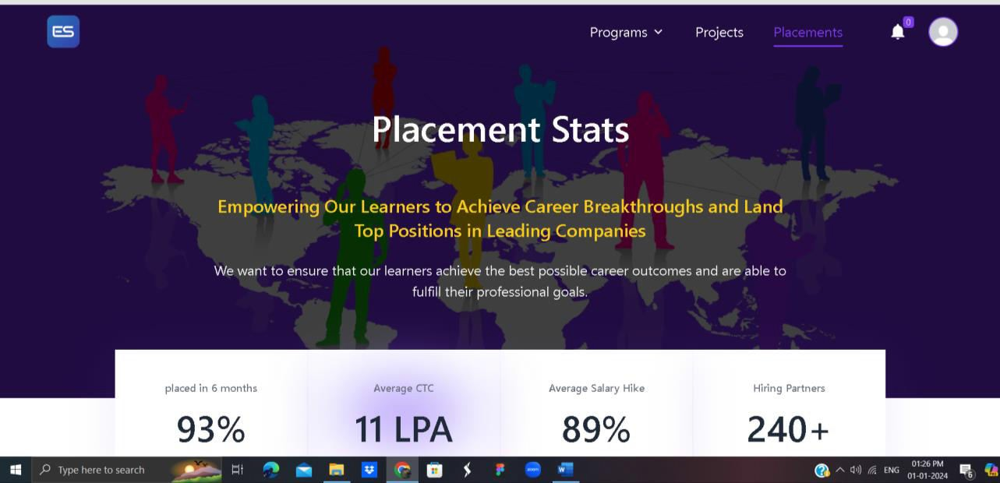 ES
Programs
Projects
Placements
0
Placement Stats
Empowering Our Learners to Achieve Career Breakthroughs and Land
Top Positions in Leading Companies
We want to ensure that our learners achieve the best possible career outcomes and are able to
fulfill their professional goals.
placed in 6 months
93%
Average CTC
11 LPA
Average Salary Hike
89%
Hiring Partners
240+
Type here to search
zoom
W
ENG
01:26 PM
01-01-2024
6